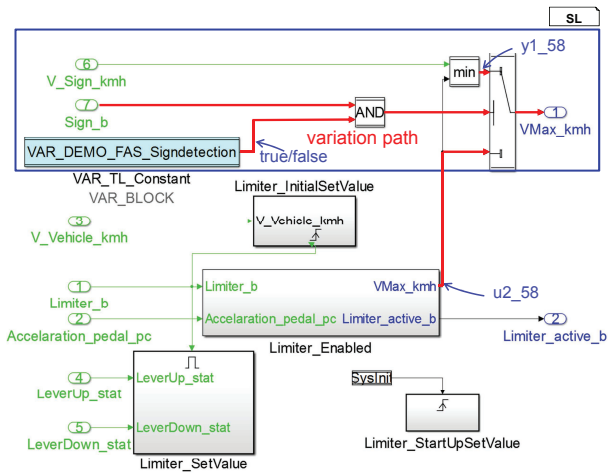 SL
y1_58
6
V_Sign_kmh
min
7
Sign_b
AND
1
VMax_kmh
variation path
VAR_DEMO_FAS_Signdetection
true/false
VAR_TL_Constant
VAR_BLOCK
Limiter_InitialSetValue
3
V_Vehicle_kmh
V_Vehicle_kmh
1
Limiter_b
Limiter_b
VMax_kmh
u2_58
2
Accelaration_pedal_pc
Accelaration_pedal_pc
Limiter_active_b
2
Limiter_active_b
Limiter_Enabled
4
LeverUp_stat
LeverUp_stat
SysInit
5
LeverDown_stat
LeverDown_stat
Limiter_StartUpSetValue
Limiter_SetValue